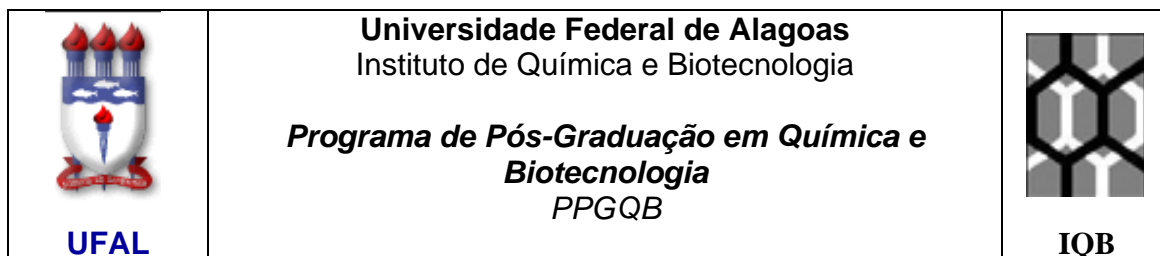 Universidade Federal de Alagoas
Instituto de Química e Biotecnologia
Programa de Pós-Graduação em Química e
Biotecnologia
PPGQB
UFAL
IQB